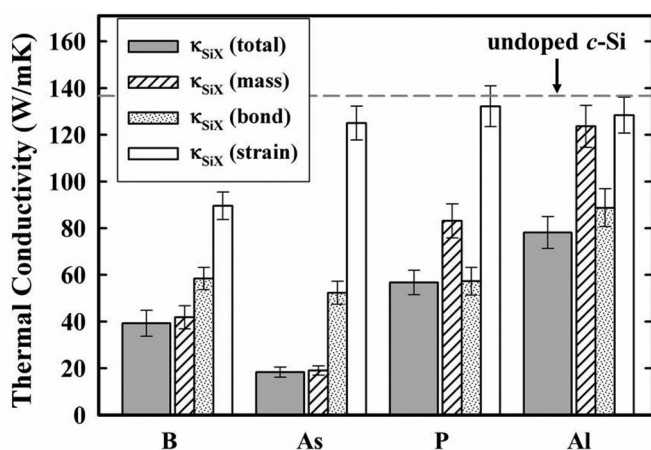 Thermal Conductivity (W/mK)
160
140
120
100
80
60
40
20
0
κSiX (total)
κSiX (mass)
κSiX (bond)
κSiX (strain)
undoped c-Si
B As P Al